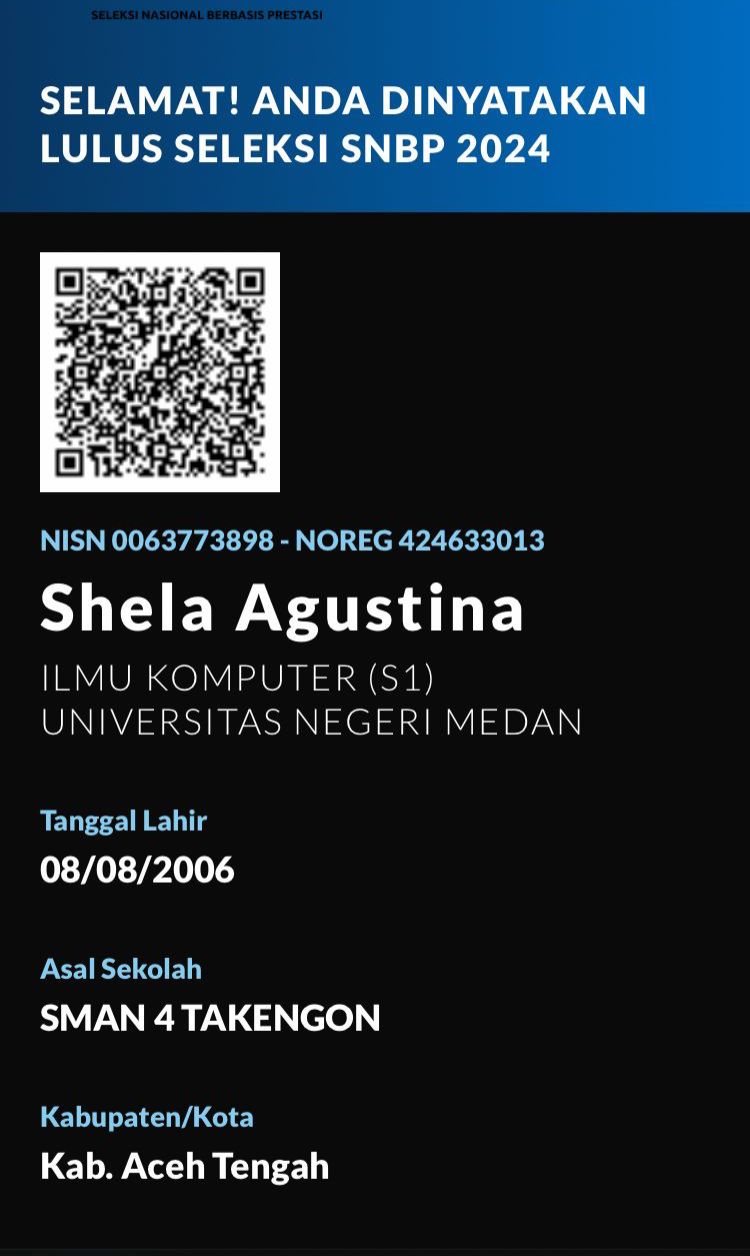 SELEKSI NASIONAL BERBASIS PRESTASI
SELAMAT! ANDA DINYATAKAN
LULUS SELEKSI SNBP 2024
NISN 0063773898 - NOREG 424633013
Shela Agustina
ILMU KOMPUTER (S1)
UNIVERSITAS NEGERI MEDAN
Tanggal Lahir
08/08/2006
Asal Sekolah
SMAN 4 TAKENGON
Kabupaten/Kota
Kab. Aceh Tengah